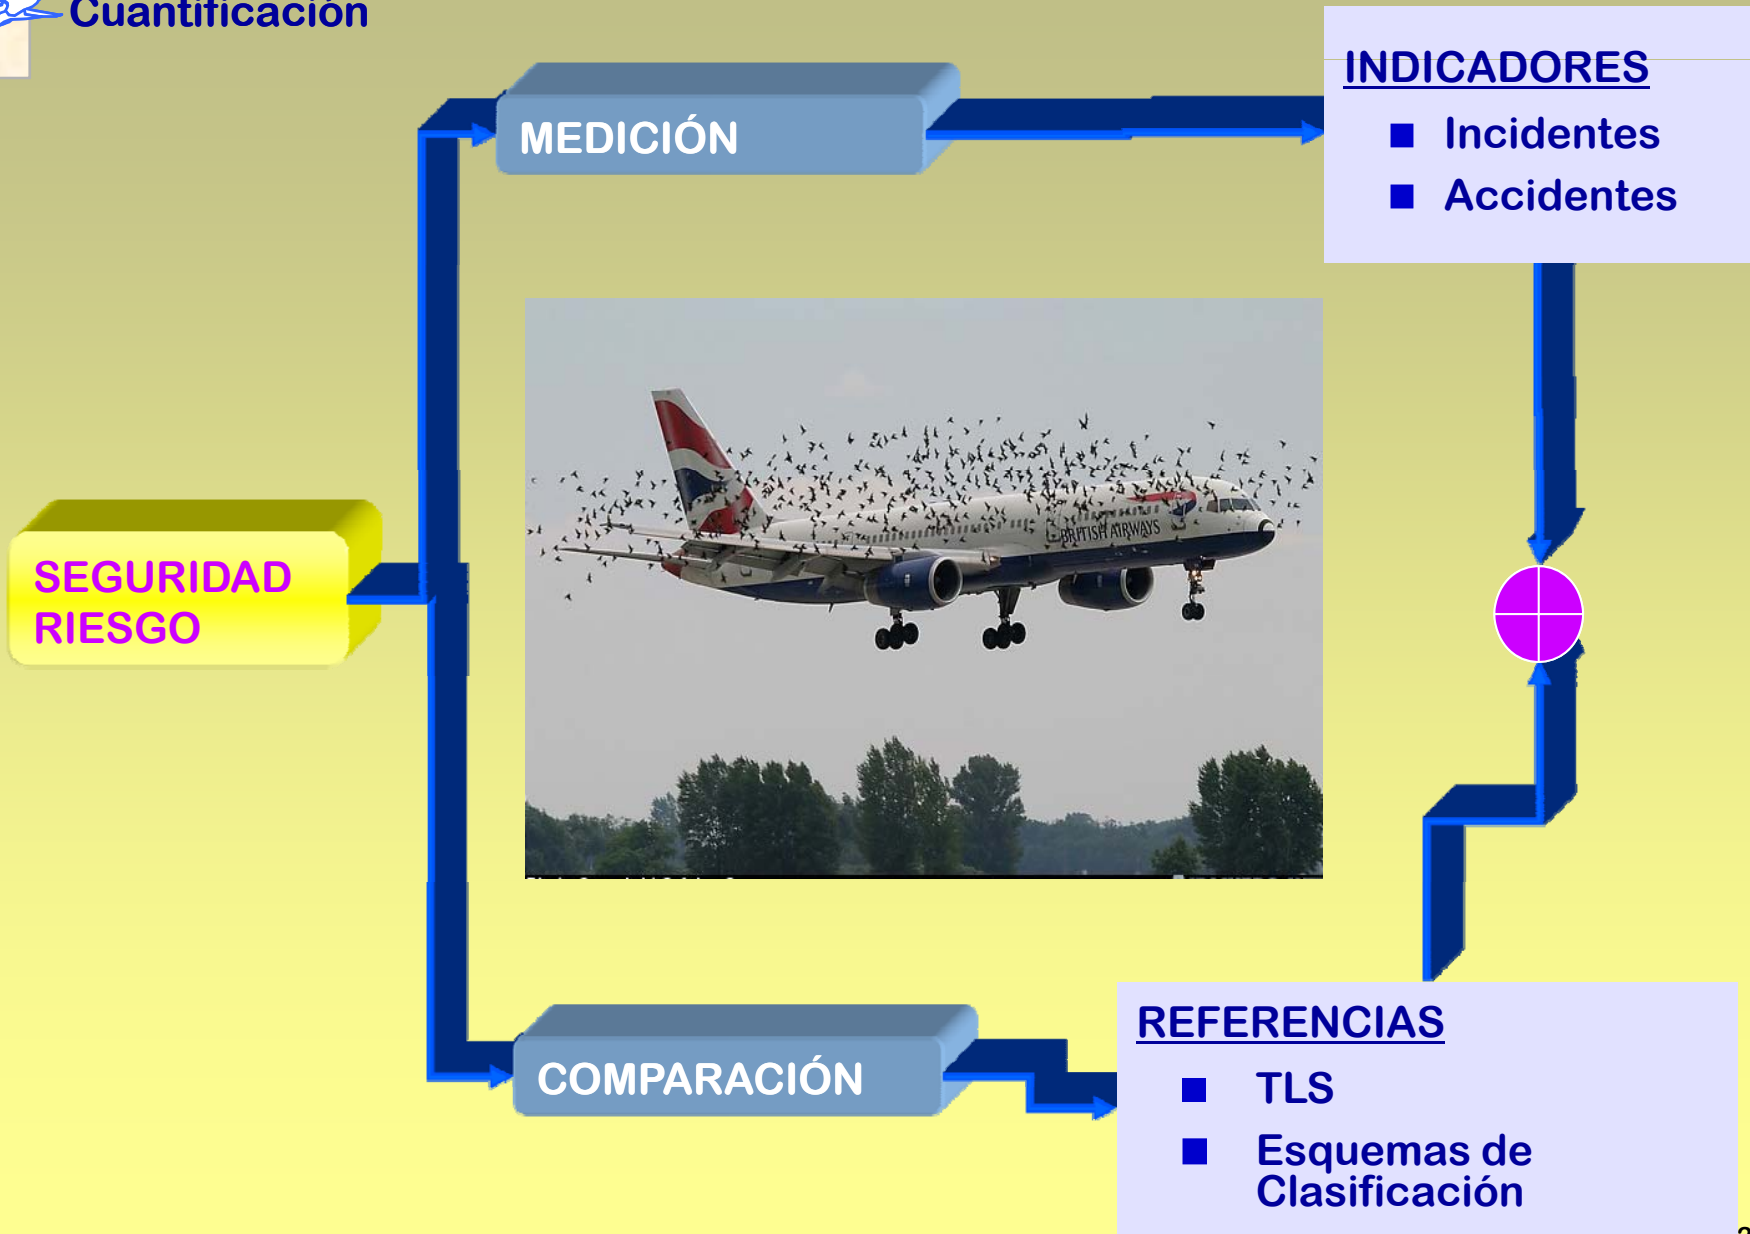 Cuantificación
INDICADORES
■ Incidentes
■ Accidentes
MEDICIÓN
BRITISH AIRWAYS
SEGURIDAD
RIESGO
COMPARACIÓN
REFERENCIAS
■ TLS
■ Esquemas de
Clasificación